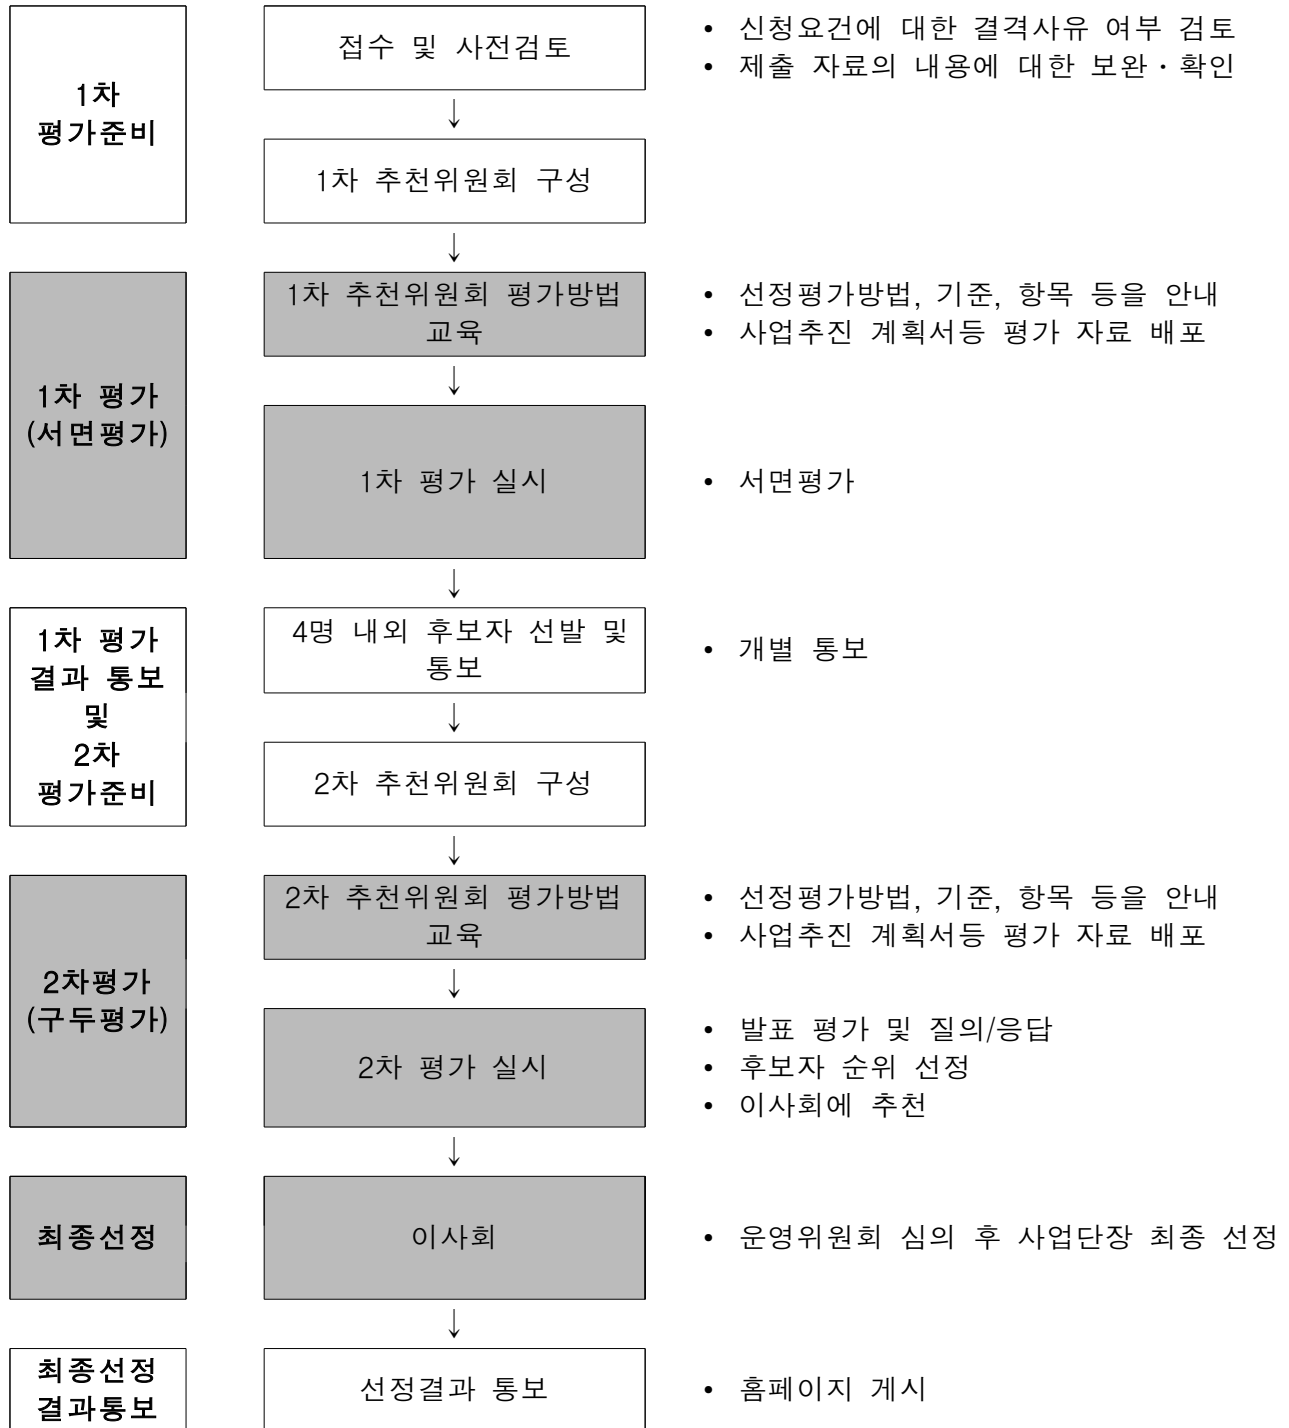 1차
평가준비
접수 및 사전검토
• 신청요건에 대한 결격사유 여부 검토
• 제출 자료의 내용에 대한 보완・확인
↓
1차 추천위원회 구성
↓
1차 평가
(서면평가)
1차 추천위원회 평가방법
교육
• 선정평가방법, 기준, 항목 등을 안내
• 사업추진 계획서등 평가 자료 배포
↓
1차 평가 실시
• 서면평가
↓
1차 평가
결과 통보
및
2차
평가준비
4명 내외 후보자 선발 및
통보
• 개별 통보
↓
2차 추천위원회 구성
↓
2차평가
(구두평가)
2차 추천위원회 평가방법
교육
• 선정평가방법, 기준, 항목 등을 안내
• 사업추진 계획서등 평가 자료 배포
↓
2차 평가 실시
• 발표 평가 및 질의/응답
• 후보자 순위 선정
• 이사회에 추천
↓
최종선정
이사회
• 운영위원회 심의 후 사업단장 최종 선정
↓
최종선정
결과통보
선정결과 통보
• 홈페이지 게시